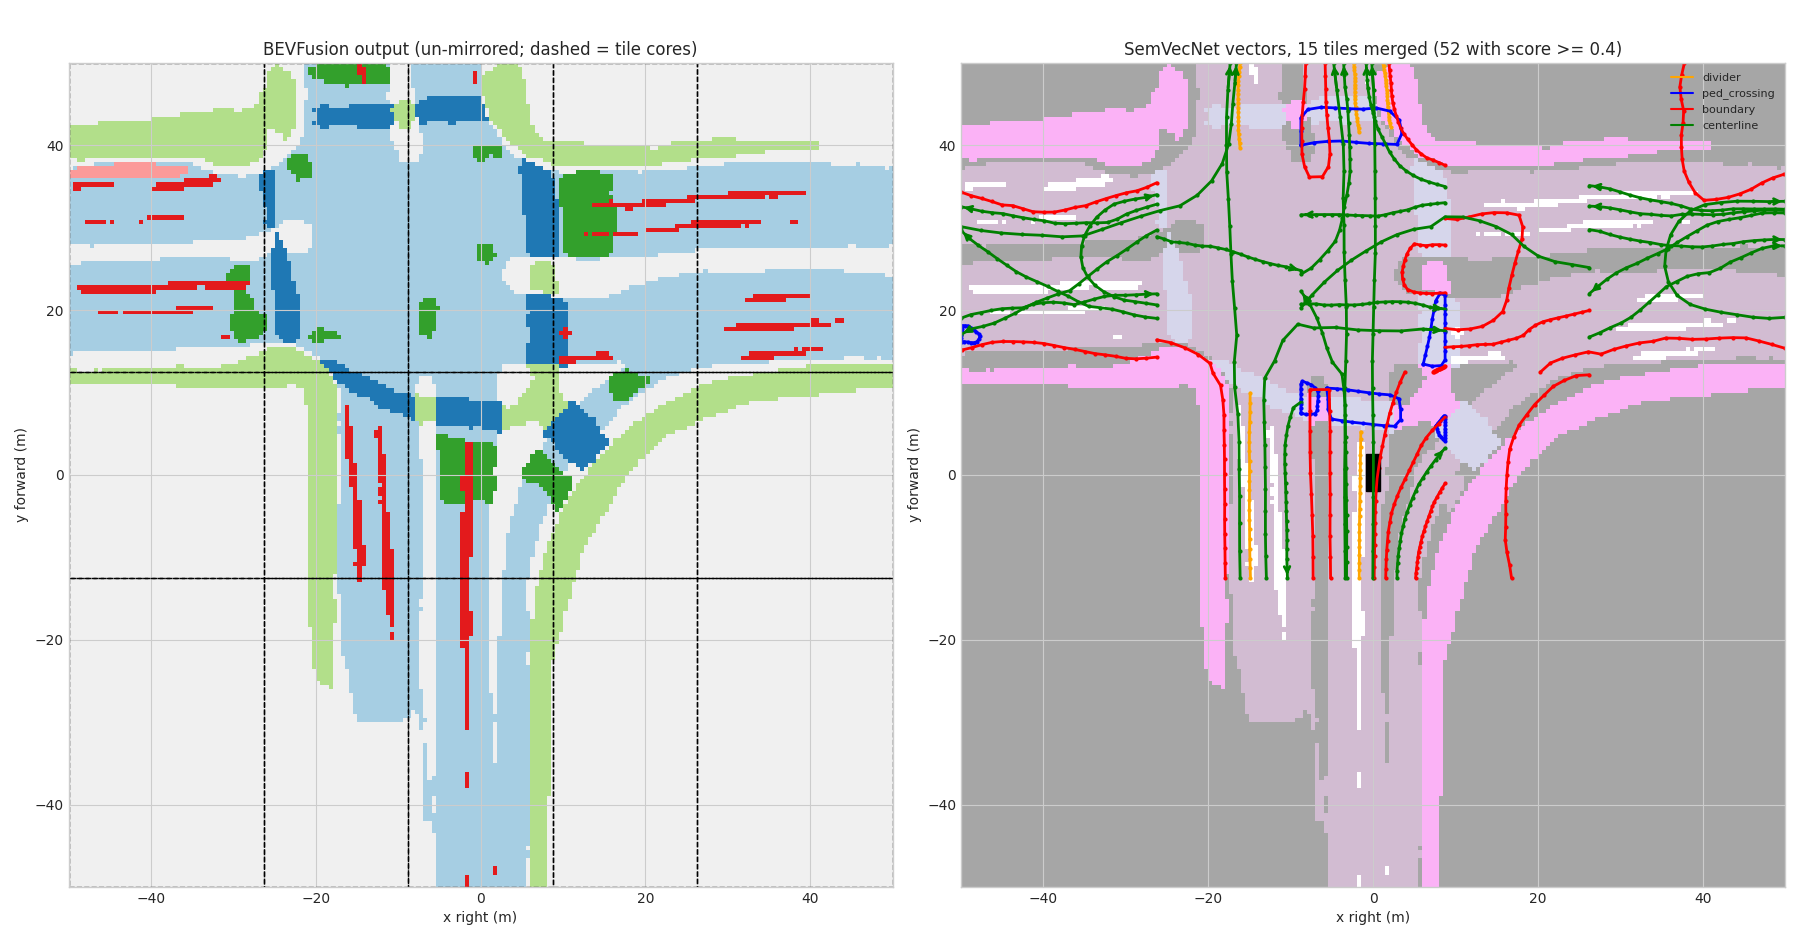 BEVFusion output (un-mirrored; dashed = tile cores)
40
20
0
−20
−40
y forward (m)
−40
−20
0
20
40
x right (m)
SemVecNet vectors, 15 tiles merged (52 with score >= 0.4)
divider
ped_crossing
boundary
centerline
40
20
0
−20
−40
y forward (m)
−40
−20
0
20
40
x right (m)